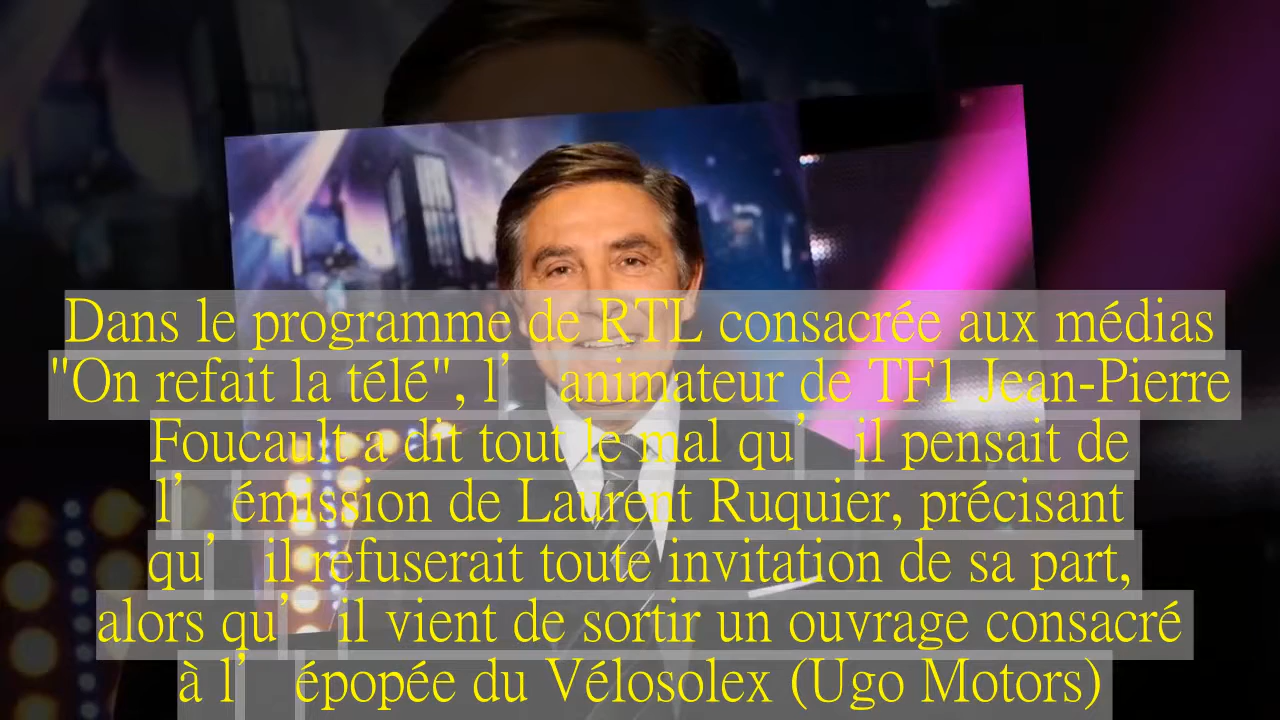 Dans le programme de RTL consacrée aux médias
"On refait la télé", l’animateur de TF1 Jean-Pierre
Foucault a dit tout le mal qu’il pensait de
l’émission de Laurent Ruquier, précisant
qu’il refuserait toute invitation de sa part,
alors qu’il vient de sortir un ouvrage consacré
à l’épopée du Vélosolex (Ugo Motors)